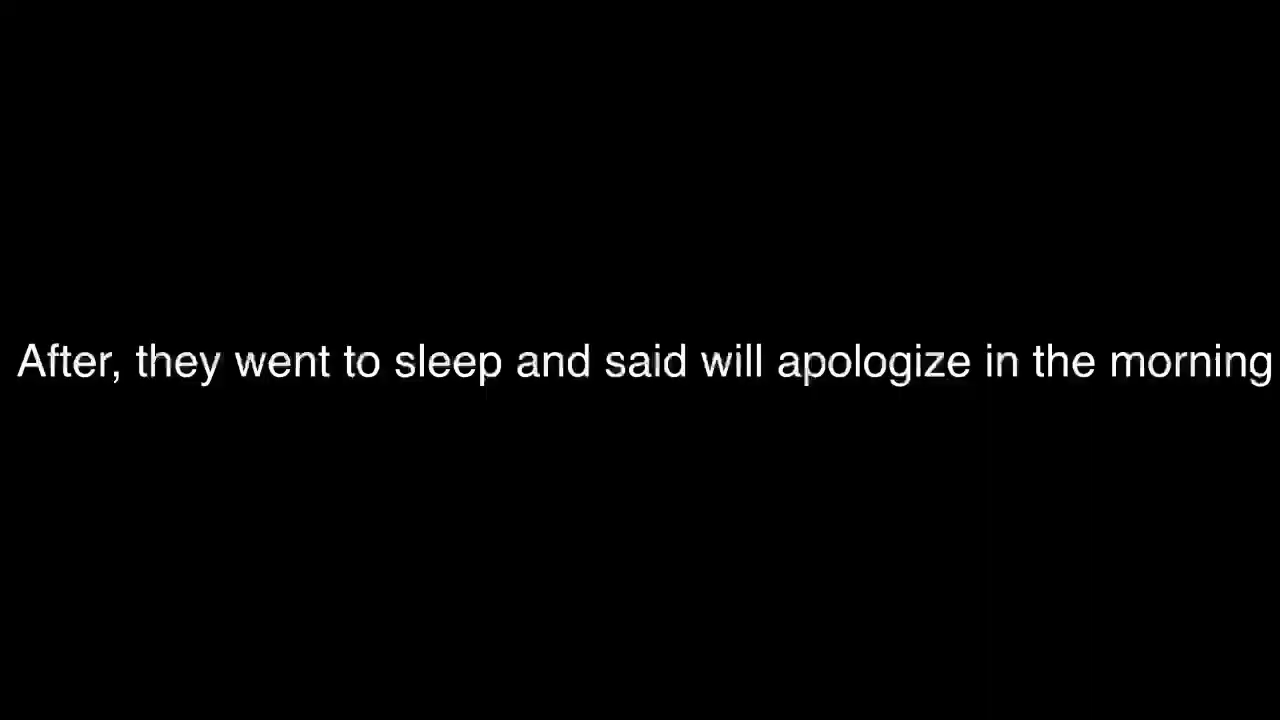 After, they went to sleep and said will apologize in the morning